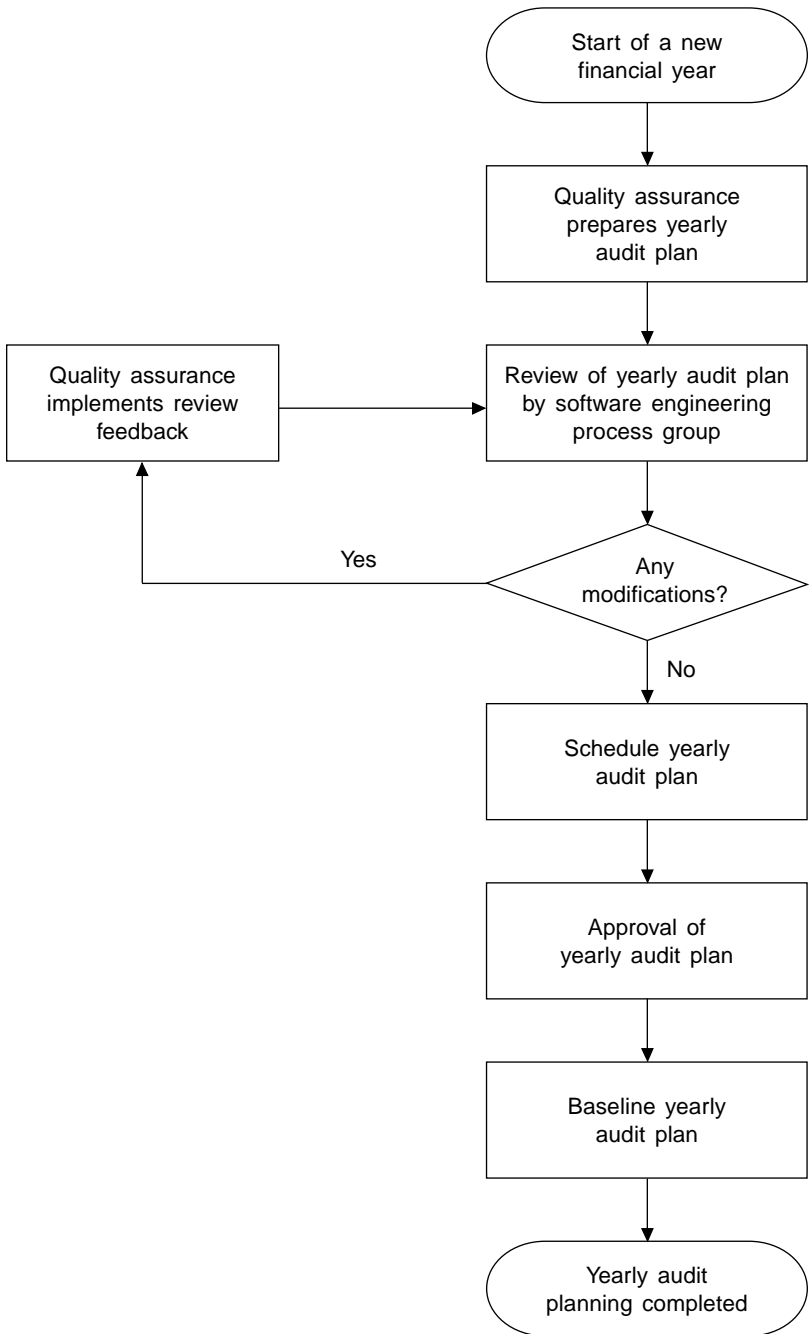 Start of a new
financial year
Quality assurance
prepares yearly
audit plan
Quality assurance
implements review
feedback
Review of yearly audit plan
by software engineering
process group
Yes
Any
modifications?
No
Schedule yearly
audit plan
Approval of
yearly audit plan
Baseline yearly
audit plan
Yearly audit
planning completed